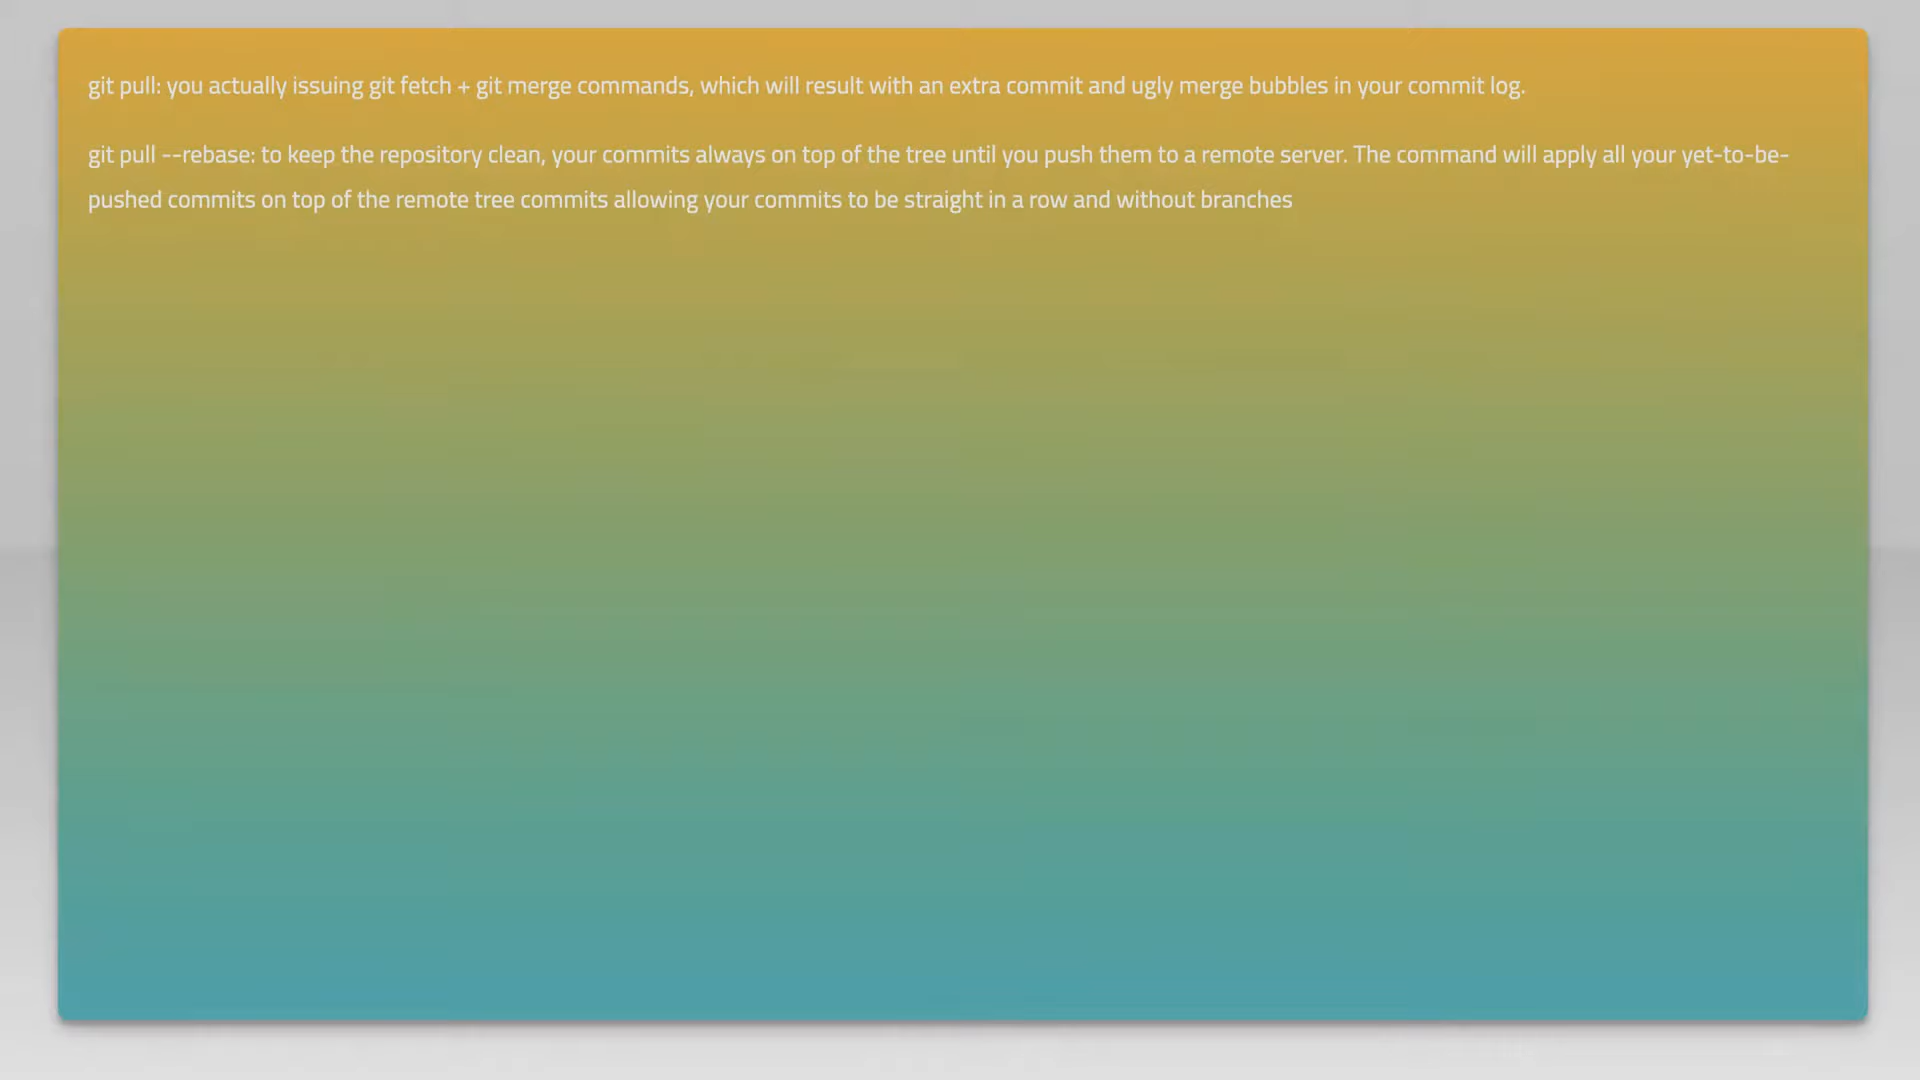 git pull: you actually issuing git fetch + git merge commands, which will result with an extra commit and ugly merge bubbles in your commit log.
git pull --rebase: to keep the repository clean, your commits always on top of the tree until you push them to a remote server. The command will apply all your yet-to-be-
pushed commits on top of the remote tree commits allowing your commits to be straight in a row and without branches